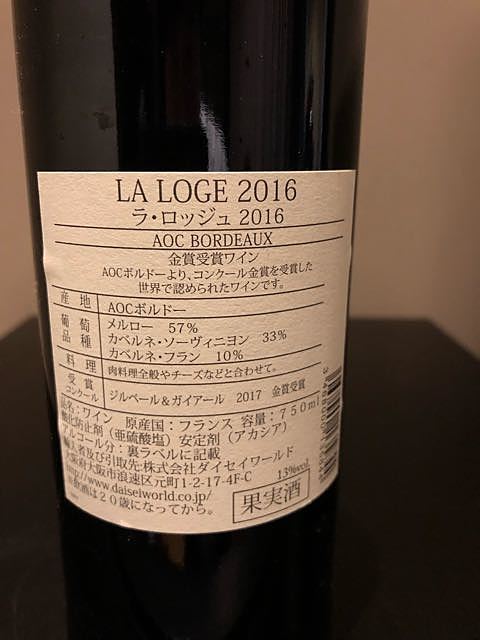 LA LOGE 2016
ラ・ロッジュ 2016
AOC BORDEAUX
金賞受賞ワイン
AOCボルドーより、コンクール金賞を受賞した
世界で認められたワインです。
産地 AOCボルドー
葡萄品種 メルロー 57%
カベルネ・ソーヴィニヨン 33%
カベルネ・フラン 10%
料理 肉料理全般やチーズなどと合わせて。
受賞コンクール ジルベール＆ガイアール 2017 金賞受賞
品名：ワイン 原産国：フランス 容量：750ml
酸化防止剤（亜硫酸塩）安定剤（アカシア）
アルコール分：裏ラベルに記載 13%vol.
輸入者及び引取先：株式会社ダイセイワールド
大阪府大阪市浪速区元町1-2-17-4F-C
http://www.daiseiworld.co.jp/
飲酒は20歳になってから。
果実酒